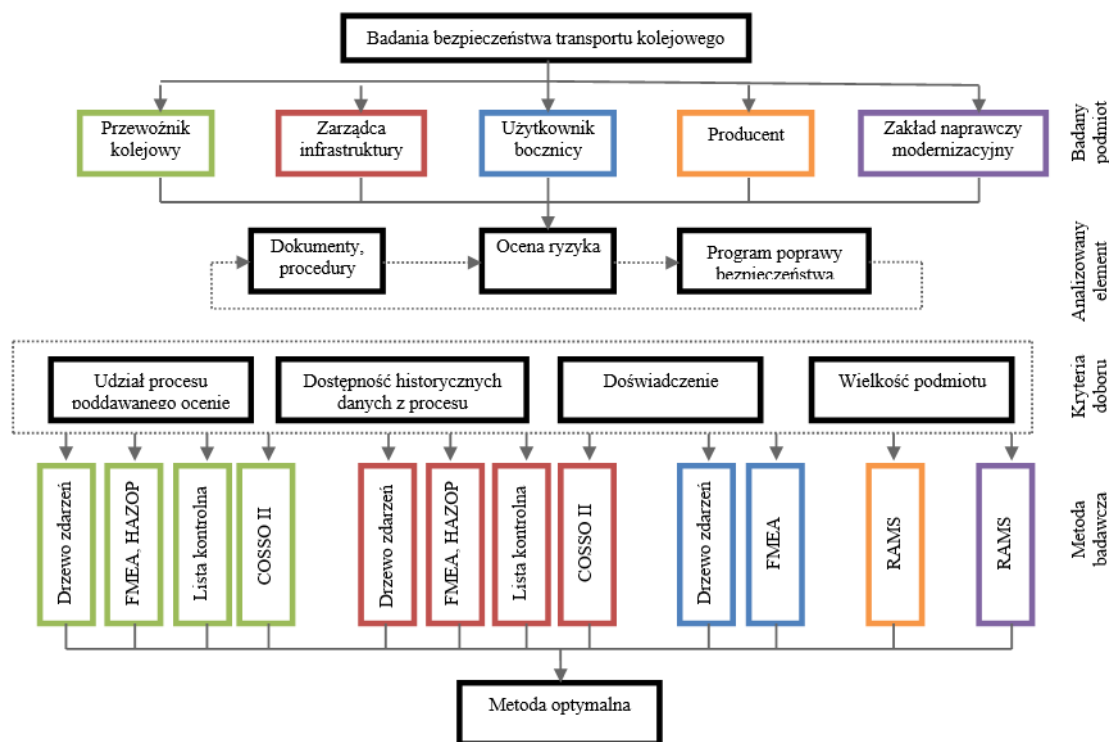 Badania bezpieczeństwa transportu kolejowego
Przewoźnik
kolejowy
Zarządca
infrastruktury
Użytkownik
bocznicy
Producent
Zakład naprawczy
modernizacyjny
Badany
podmiot
Dokumenty,
procedury
Ocena ryzyka
Program poprawy
bezpieczeństwa
Analizowany
element
Udział procesu
poddawanego ocenie
Dostępność historycznych
danych z procesu
Doświadczenie
Wielkość podmiotu
Kryteria
doboru
Drzewo zdarzeń
FMEA, HAZOP
Lista kontrolna
COSSO II
Drzewo zdarzeń
FMEA, HAZOP
Lista kontrolna
COSSO II
Drzewo zdarzeń
FMEA
RAMS
RAMS
Metoda
badawcza
Metoda optymalna